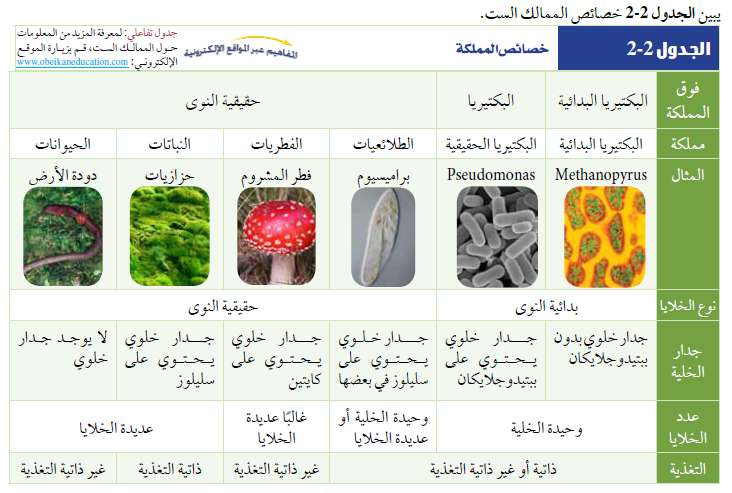 يبين الجدول 2-2 خصائص الممالك الست.
الجدول 2-2
خصائص المملكة
المفاهيم عبر المواقع الإلكترونية
جدول تفاعلي: لمعرفة المزيد من المعلومات
حول الممالك الست، قم بزيارة الموقع
الإلكتروني: www.obeikaneducation.com
فوق المملكة
البكتيريا البدائية
البكتيريا
حقيقية النوى
مملكة
البكتيريا البدائية
البكتيريا الحقيقية
الطلائعيات
الفطريات
النباتات
الحيوانات
المثال
Methanopyrus
Pseudomonas
براميسيوم
فطر المشروم
حزازيات
دودة الأرض
نوع الخلايا
بدائية النوى
حقيقية النوى
جدار
الخلية
جدار خلوي بدون
ببتيدوجلايكان
جدار خلوي
يحتوي على
ببتيدوجلايكان
جدار خلوي
يحتوي على
سليلوز في بعضها
جدار خلوي
يحتوي على
كايتين
جدار خلوي
يحتوي على
سليلوز
لا يوجد جدار
خلوي
عدد
الخلايا
وحيدة الخلية
وحيدة الخلية أو
عديدة الخلايا
غالبًا عديدة
الخلايا
عديدة الخلايا
التغذية
ذاتية أو غير ذاتية التغذية
غير ذاتية التغذية
ذاتية التغذية
غير ذاتية التغذية